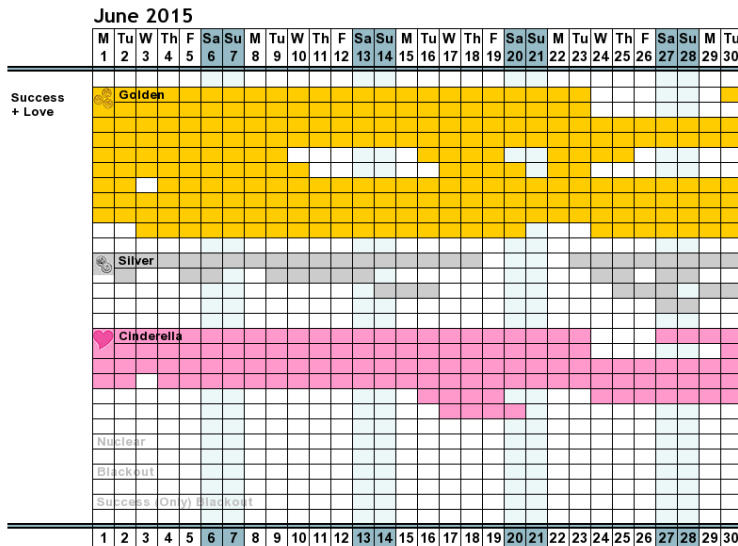 June 2015
M Tu W Th F Sa Su M Tu W Th F Sa Su M Tu W Th F Sa Su M Tu W Th F Sa Su M Tu
1 2 3 4 5 6 7 8 9 10 11 12 13 14 15 16 17 18 19 20 21 22 23 24 25 26 27 28 29 30
Success
+ Love
Golden
Silver
Cinderella
Nuclear
Blackout
Success (Only) Blackout
1 2 3 4 5 6 7 8 9 10 11 12 13 14 15 16 17 18 19 20 21 22 23 24 25 26 27 28 29 30